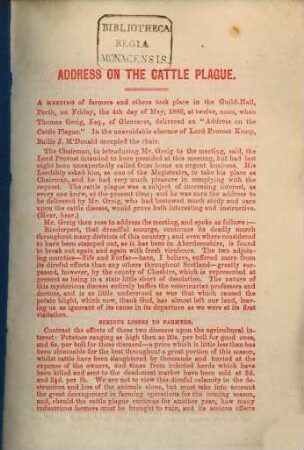 BIBLIOTHECA
REGIA
MONACENSIS.
ADDRESS ON THE CATTLE PLAGUE.
A MEETING of farmers and others took place in the Guild-Hall,
Perth, on Friday, the 4th day of May, 1866, at twelve, noon, when
Thomas Greig, Esq., of Glencarse, delivered an "Address on the
Cattle Plague." In the unavoidable absence of Lord Provost Kemp,
Bailie J. M'Donald occupied the chair.
The Chairman, in introducing Mr. Greig to the meeting, said, the
Lord Provost intended to have presided at this meeting, but had last
night been unexpectedly called from home on urgent business. His
Lordship asked him, as one of the Magistrates, to take his place as
Chairman, and he had very much pleasure in complying with the
request. The cattle plague was a subject of increasing interest, as
every one knew, at the present time; and he was sure the address to
be delivered by Mr. Greig, who had bestowed much study and care
upon the cattle disease, would prove both interesting and instructive.
(Hear, hear.)
Mr. Greig then rose to address the meeting, and spoke as follows:—
Rinderpest, that dreadful scourge, continues its deadly march
throughout many districts of this country; and even where considered
to have been stamped out, as it has been in Aberdeenshire, is found
to break out again and again with fresh virulence. The two adjoining
counties—Fife and Forfar—have, I believe, suffered more from
its direful effects than any others throughout Scotland—greatly surpassed,
however, by the county of Cheshire, which is represented at
present as being in a state little short of desolation. The nature of
this mysterious disease entirely baffles the veterinarian professors and
doctors, and is as little understood as was that which caused the
potato blight, which now, thank God, has almost left our land, leaving
us as ignorant of its cause in its departure as we were at its first
visitation.
SERIOUS LOSSES TO FARMERS.
Contrast the effects of these two diseases upon the agricultural interest:
Potatoes ranging as high then as 30s. per boll for good ones,
and 6s. per boll for those diseased—a price which is little less than has
been obtainable for the best throughout a great portion of this season,
whilst cattle have been slaughtered by thousands and buried at the
expense of the owners, and those from infected herds which have
been killed and sent to the dead-meat market have been sold at 2d.
and 2½d. per lb. We are not to view this direful calamity in the destruction
and loss of the animals alone, but must take into account
the great derangement in farming operations for the coming season,
and, should the cattle plague continue for another year, how many
industrious farmers must be brought to ruin, and its serious effects